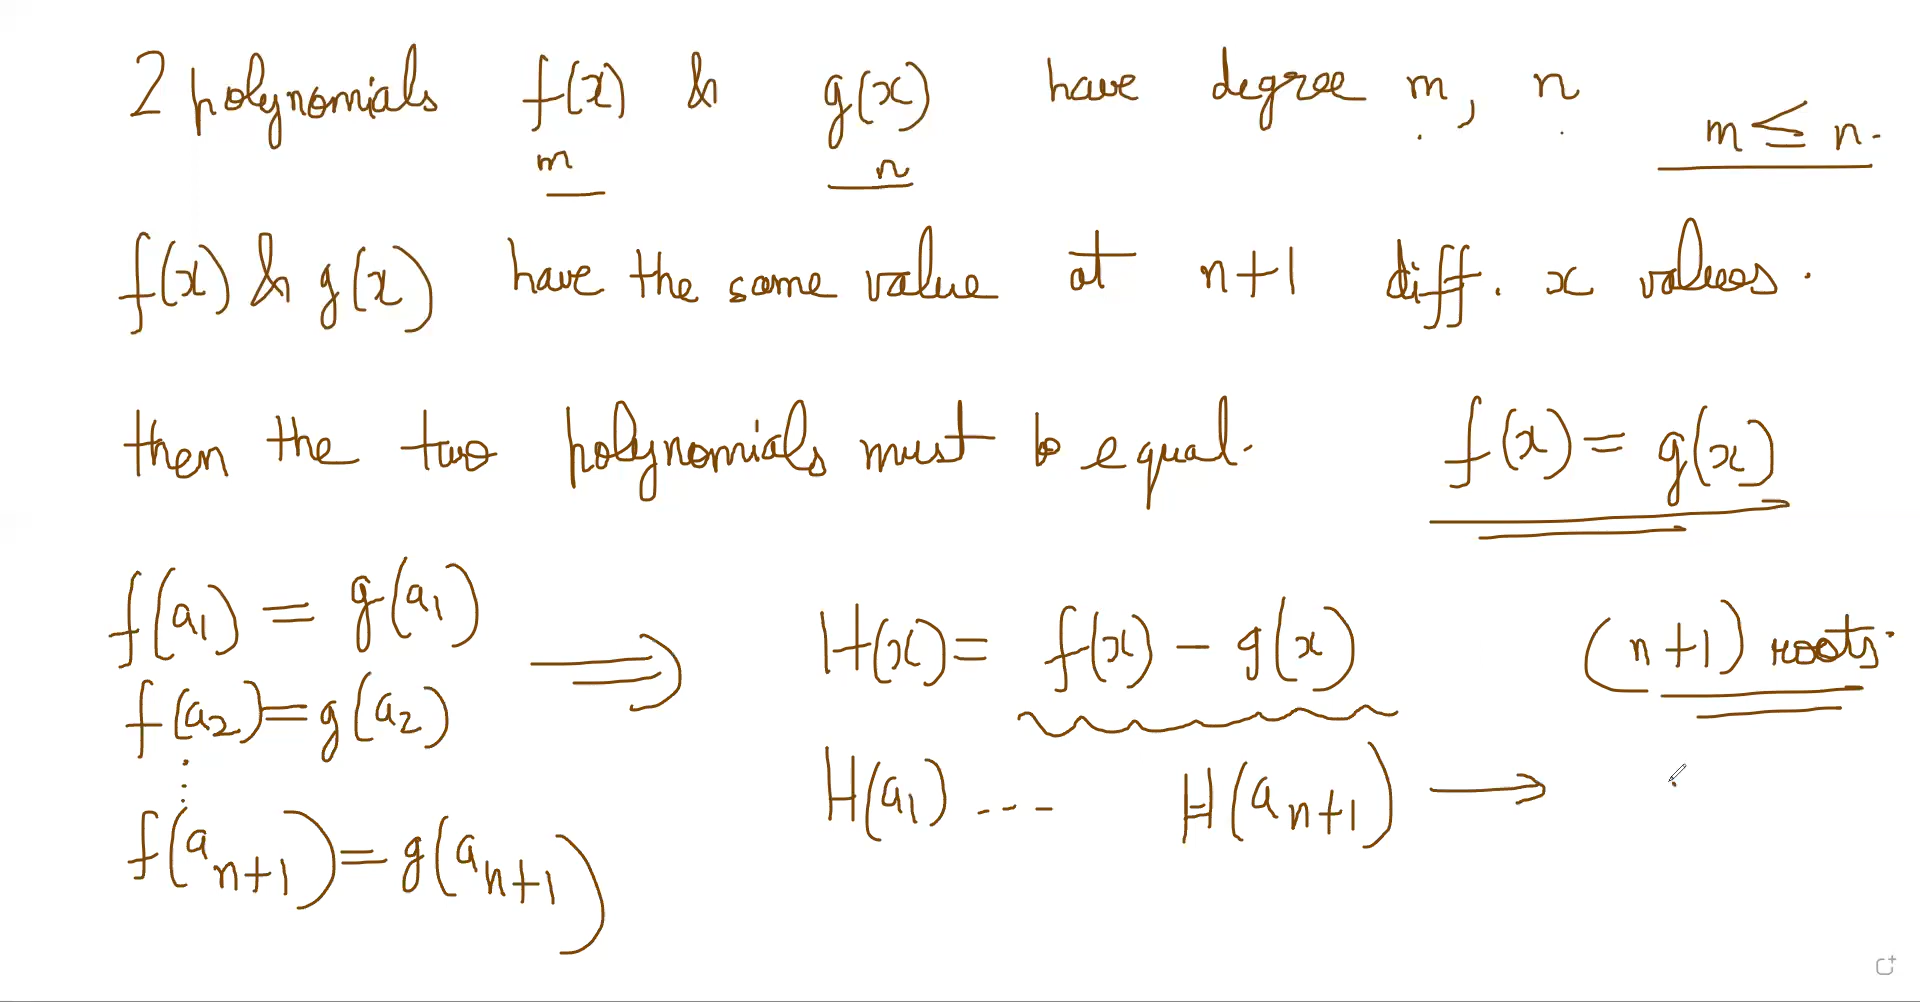 2 polynomials f(x) & g(x) have degree m, n
m n m ≤ n.
f(x) & g(x) have the same value at n+1 diff. x values.
then the two polynomials must b equal. f(x) = g(x)
f(a1) = g(a1) ⟹ H(x) = f(x) − g(x) (n+1) roots.
f(a2) = g(a2)
⋮ H(a1) --- H(an+1) →
f(an+1) = g(an+1)